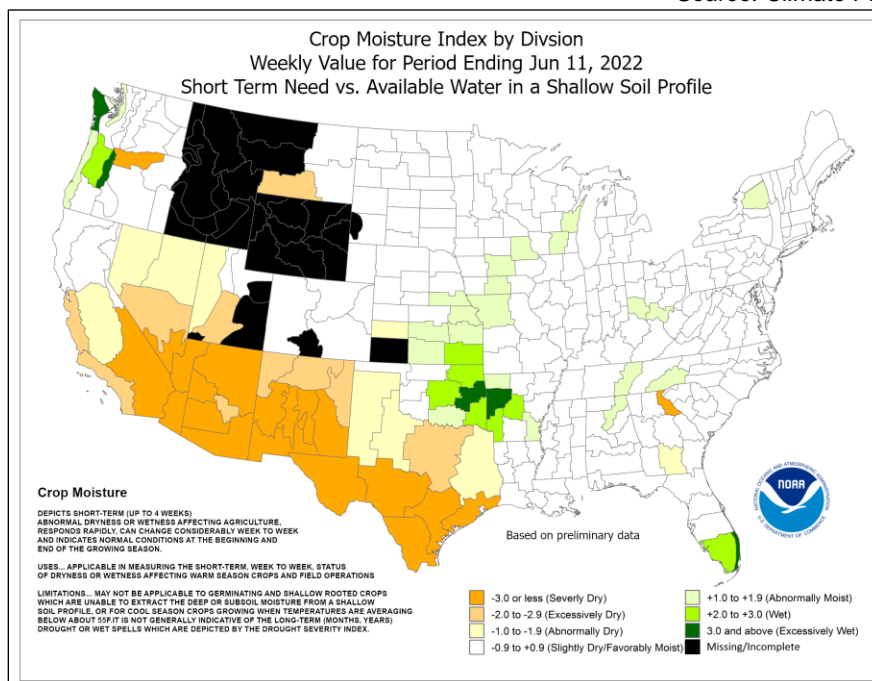 Source: Climate P
Crop Moisture Index by Divsion
Weekly Value for Period Ending Jun 11, 2022
Short Term Need vs. Available Water in a Shallow Soil Profile
Crop Moisture
DEPICTS SHORT-TERM (UP TO 4 WEEKS)
ABNORMAL DRYNESS OR WETNESS AFFECTING AGRICULTURE,
RESPONDS RAPIDLY, CAN CHANGE CONSIDERABLY WEEK TO WEEK
AND INDICATES NORMAL CONDITIONS AT THE BEGINNING AND
END OF THE GROWING SEASON.
USES... APPLICABLE IN MEASURING THE SHORT-TERM, WEEK TO WEEK, STATUS
OF DRYNESS OR WETNESS AFFECTING WARM SEASON CROPS AND FIELD OPERATIONS
LIMITATIONS... MAY NOT BE APPLICABLE TO GERMINATING AND SHALLOW ROOTED CROPS
WHICH ARE UNABLE TO EXTRACT THE DEEP OR SUBSOIL MOISTURE FROM A SHALLOW
SOIL PROFILE, OR FOR COOL SEASON CROPS GROWING WHEN TEMPERATURES ARE AVERAGING
BELOW ABOUT 55F.IT IS NOT GENERALLY INDICATIVE OF THE LONG-TERM (MONTHS, YEARS)
DROUGHT OR WET SPELLS WHICH ARE DEPICTED BY THE DROUGHT SEVERITY INDEX.
Based on preliminary data
NATIONAL OCEANIC AND ATMOSPHERIC ADMINISTRATION
NOAA
U.S. DEPARTMENT OF COMMERCE
-3.0 or less (Severly Dry)
-2.0 to -2.9 (Excessively Dry)
-1.0 to -1.9 (Abnormally Dry)
-0.9 to +0.9 (Slightly Dry/Favorably Moist)
+1.0 to +1.9 (Abnormally Moist)
+2.0 to +3.0 (Wet)
3.0 and above (Excessively Wet)
Missing/Incomplete